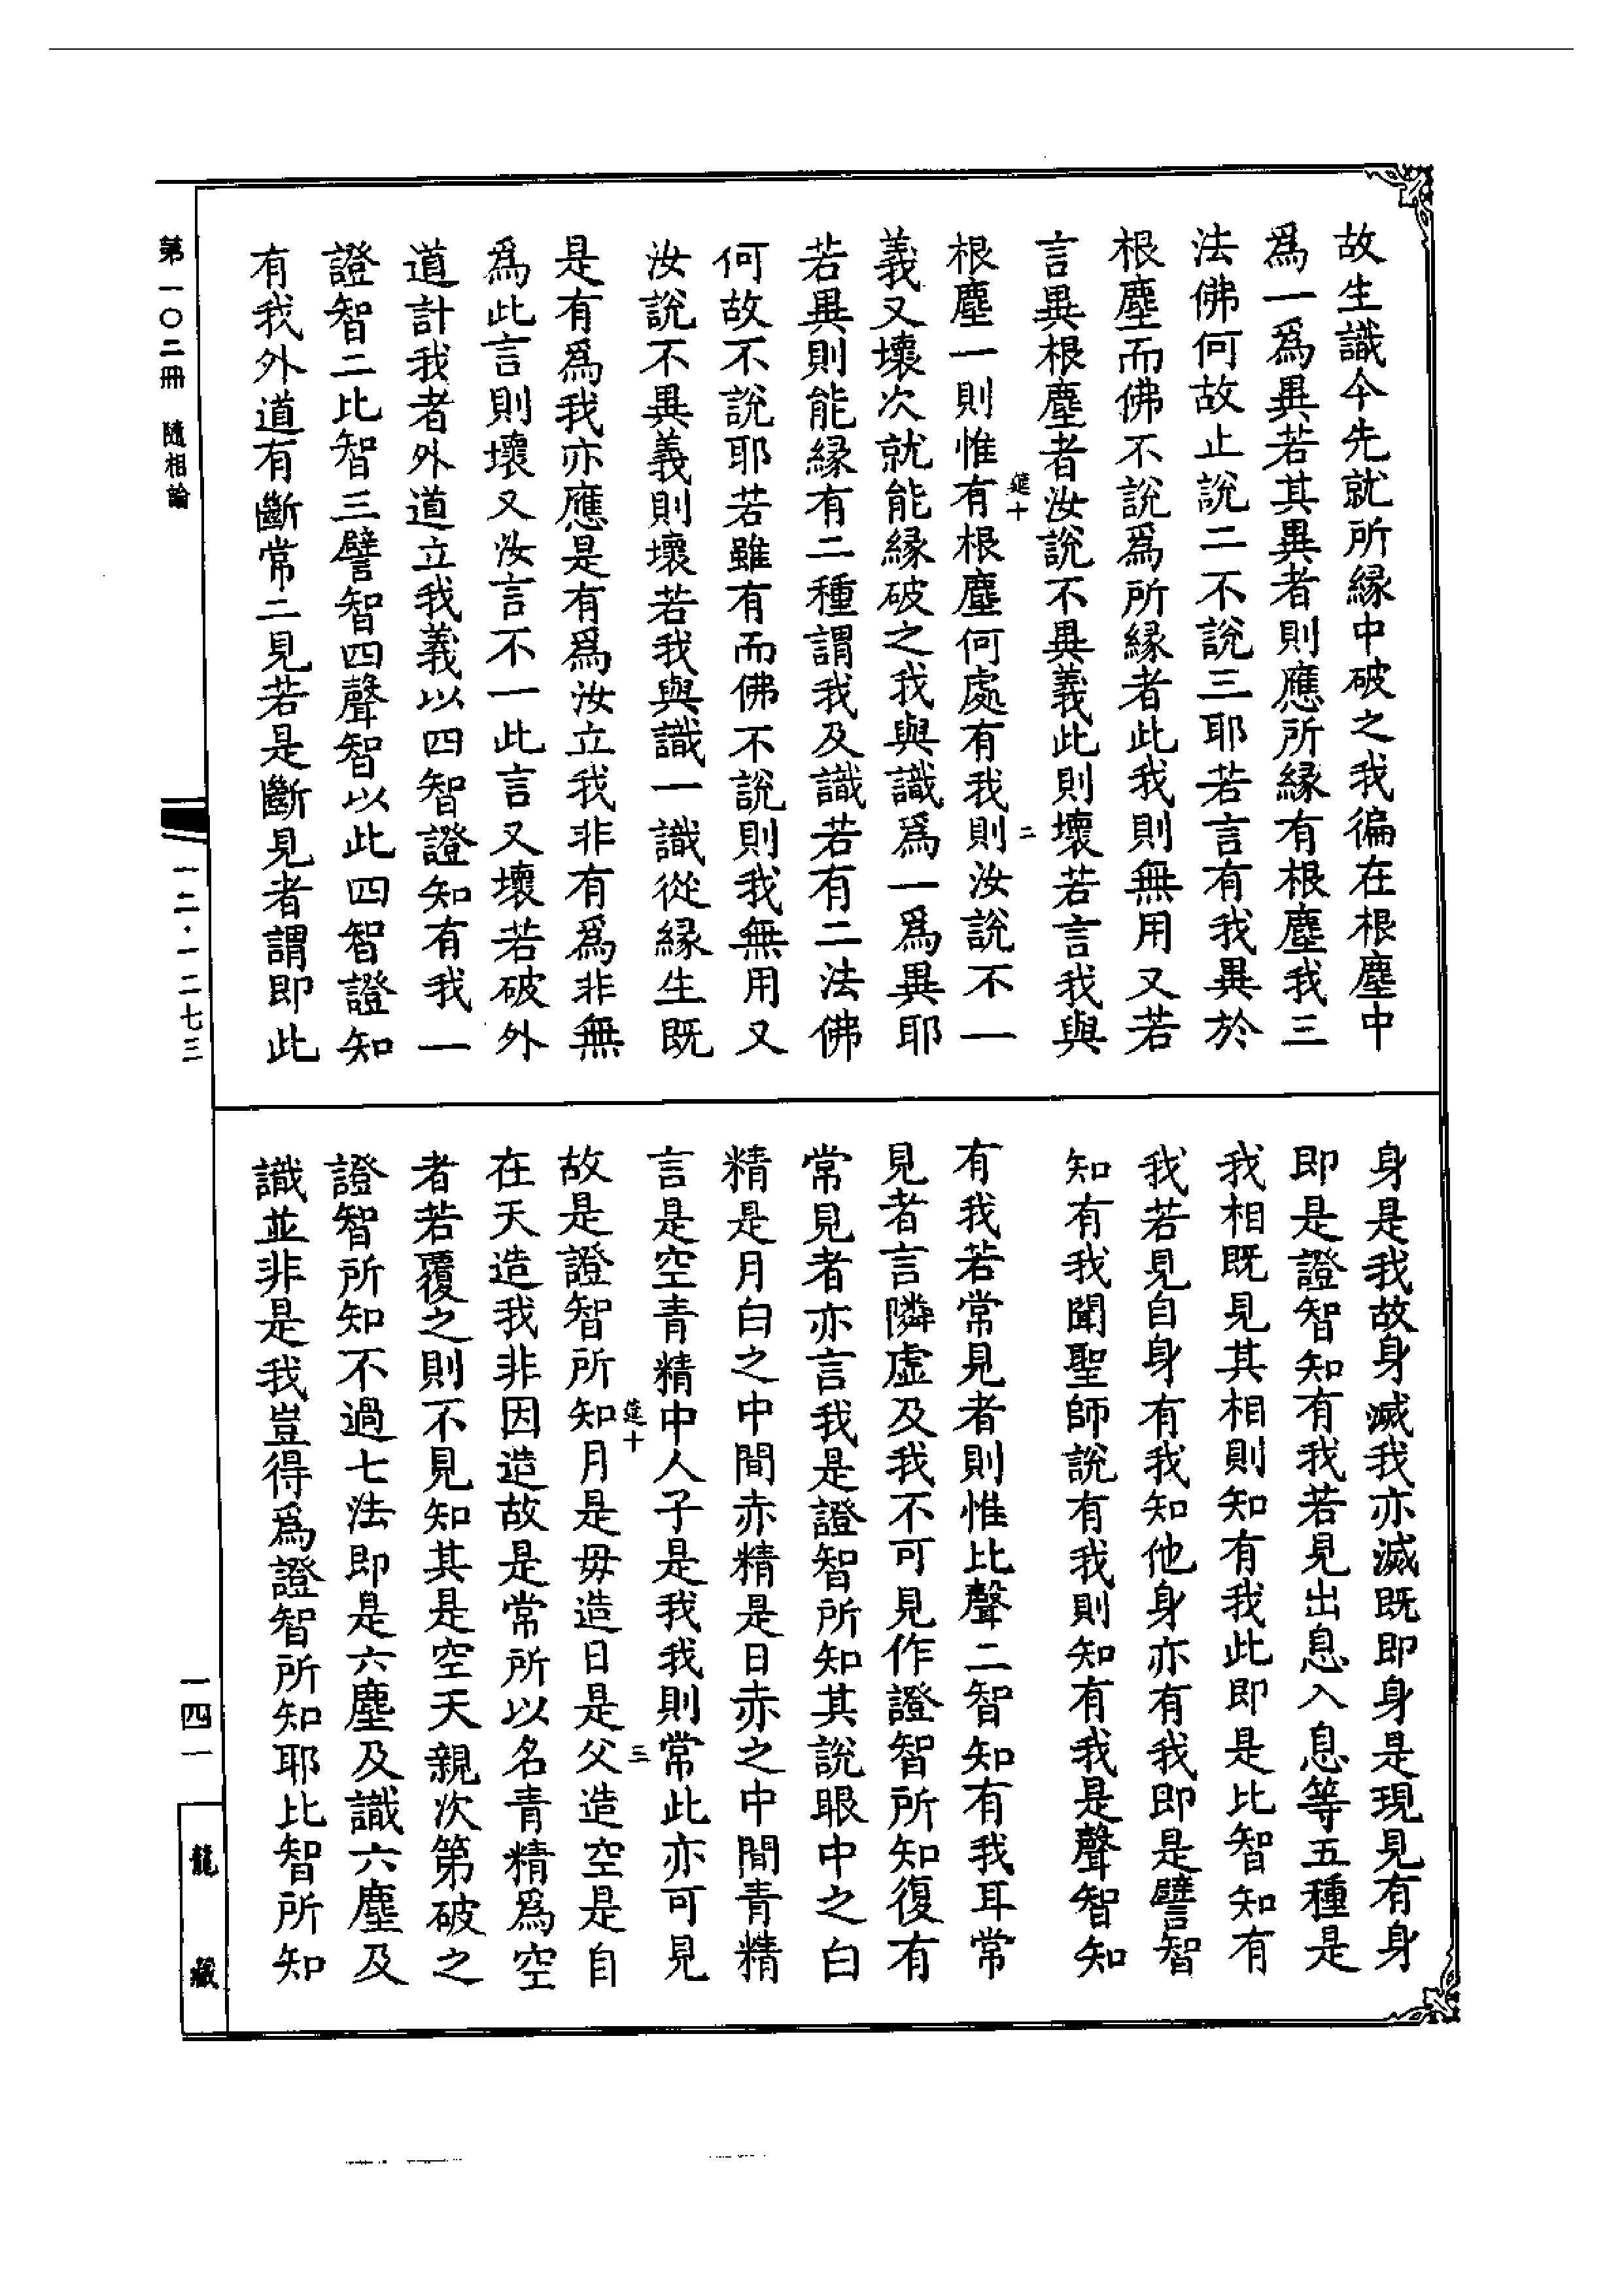 故生識今先就所緣中破之我徧在根塵中
爲一爲異若其異者則應所緣有根塵我三
法佛何故止說二不說三耶若言有我異於
根塵而佛不說爲所緣者此我則無用又若
言異根塵者汝說不異義此則壞若言我與
根塵一則惟有根塵何處有我則汝說不一
莚十
二
義又壞次就能緣破之我與識爲一爲異耶
若異則能緣有二種謂我及識若有二法佛
何故不說耶若雖有而佛不說則我無用又
汝說不異義則壞若我與識一識從緣生既
是有爲我亦應是有爲汝立我非有爲非無
爲此言則壞又汝言不一此言又壞若破外
道計我者外道立我義以四智證知有我一
證智二比智三譬智四聲智以此四智證知
有我外道有斷常二見若是斷見者謂即此
身是我故身滅我亦滅既即身是現見有身
即是證智知有我若見出息入息等五種是
我相既見其相則知有我此即是比智知有
我若見自身有我知他身亦有我即是譬智
知有我聞聖師說有我則知有我是聲智知
有我若常見者則惟比聲二智知有我耳常
見者言隣虛及我不可見作證智所知復有
常見者亦言我是證智所知其說眼中之白
精是月白之中間赤精是日赤之中間青精
言是空青精中人子是我我則常此亦可見
莚十
三
故是證智所知月是毋造日是父造空是自
在天造我非因造故是常所以名青精爲空
者若覆之則不見知其是空天親次第破之
證智所知不過七法即是六塵及識六塵及
識並非是我豈得爲證智所知耶比智所知
第一〇二冊 隨相論
一二·一二七三
一四一
龍藏